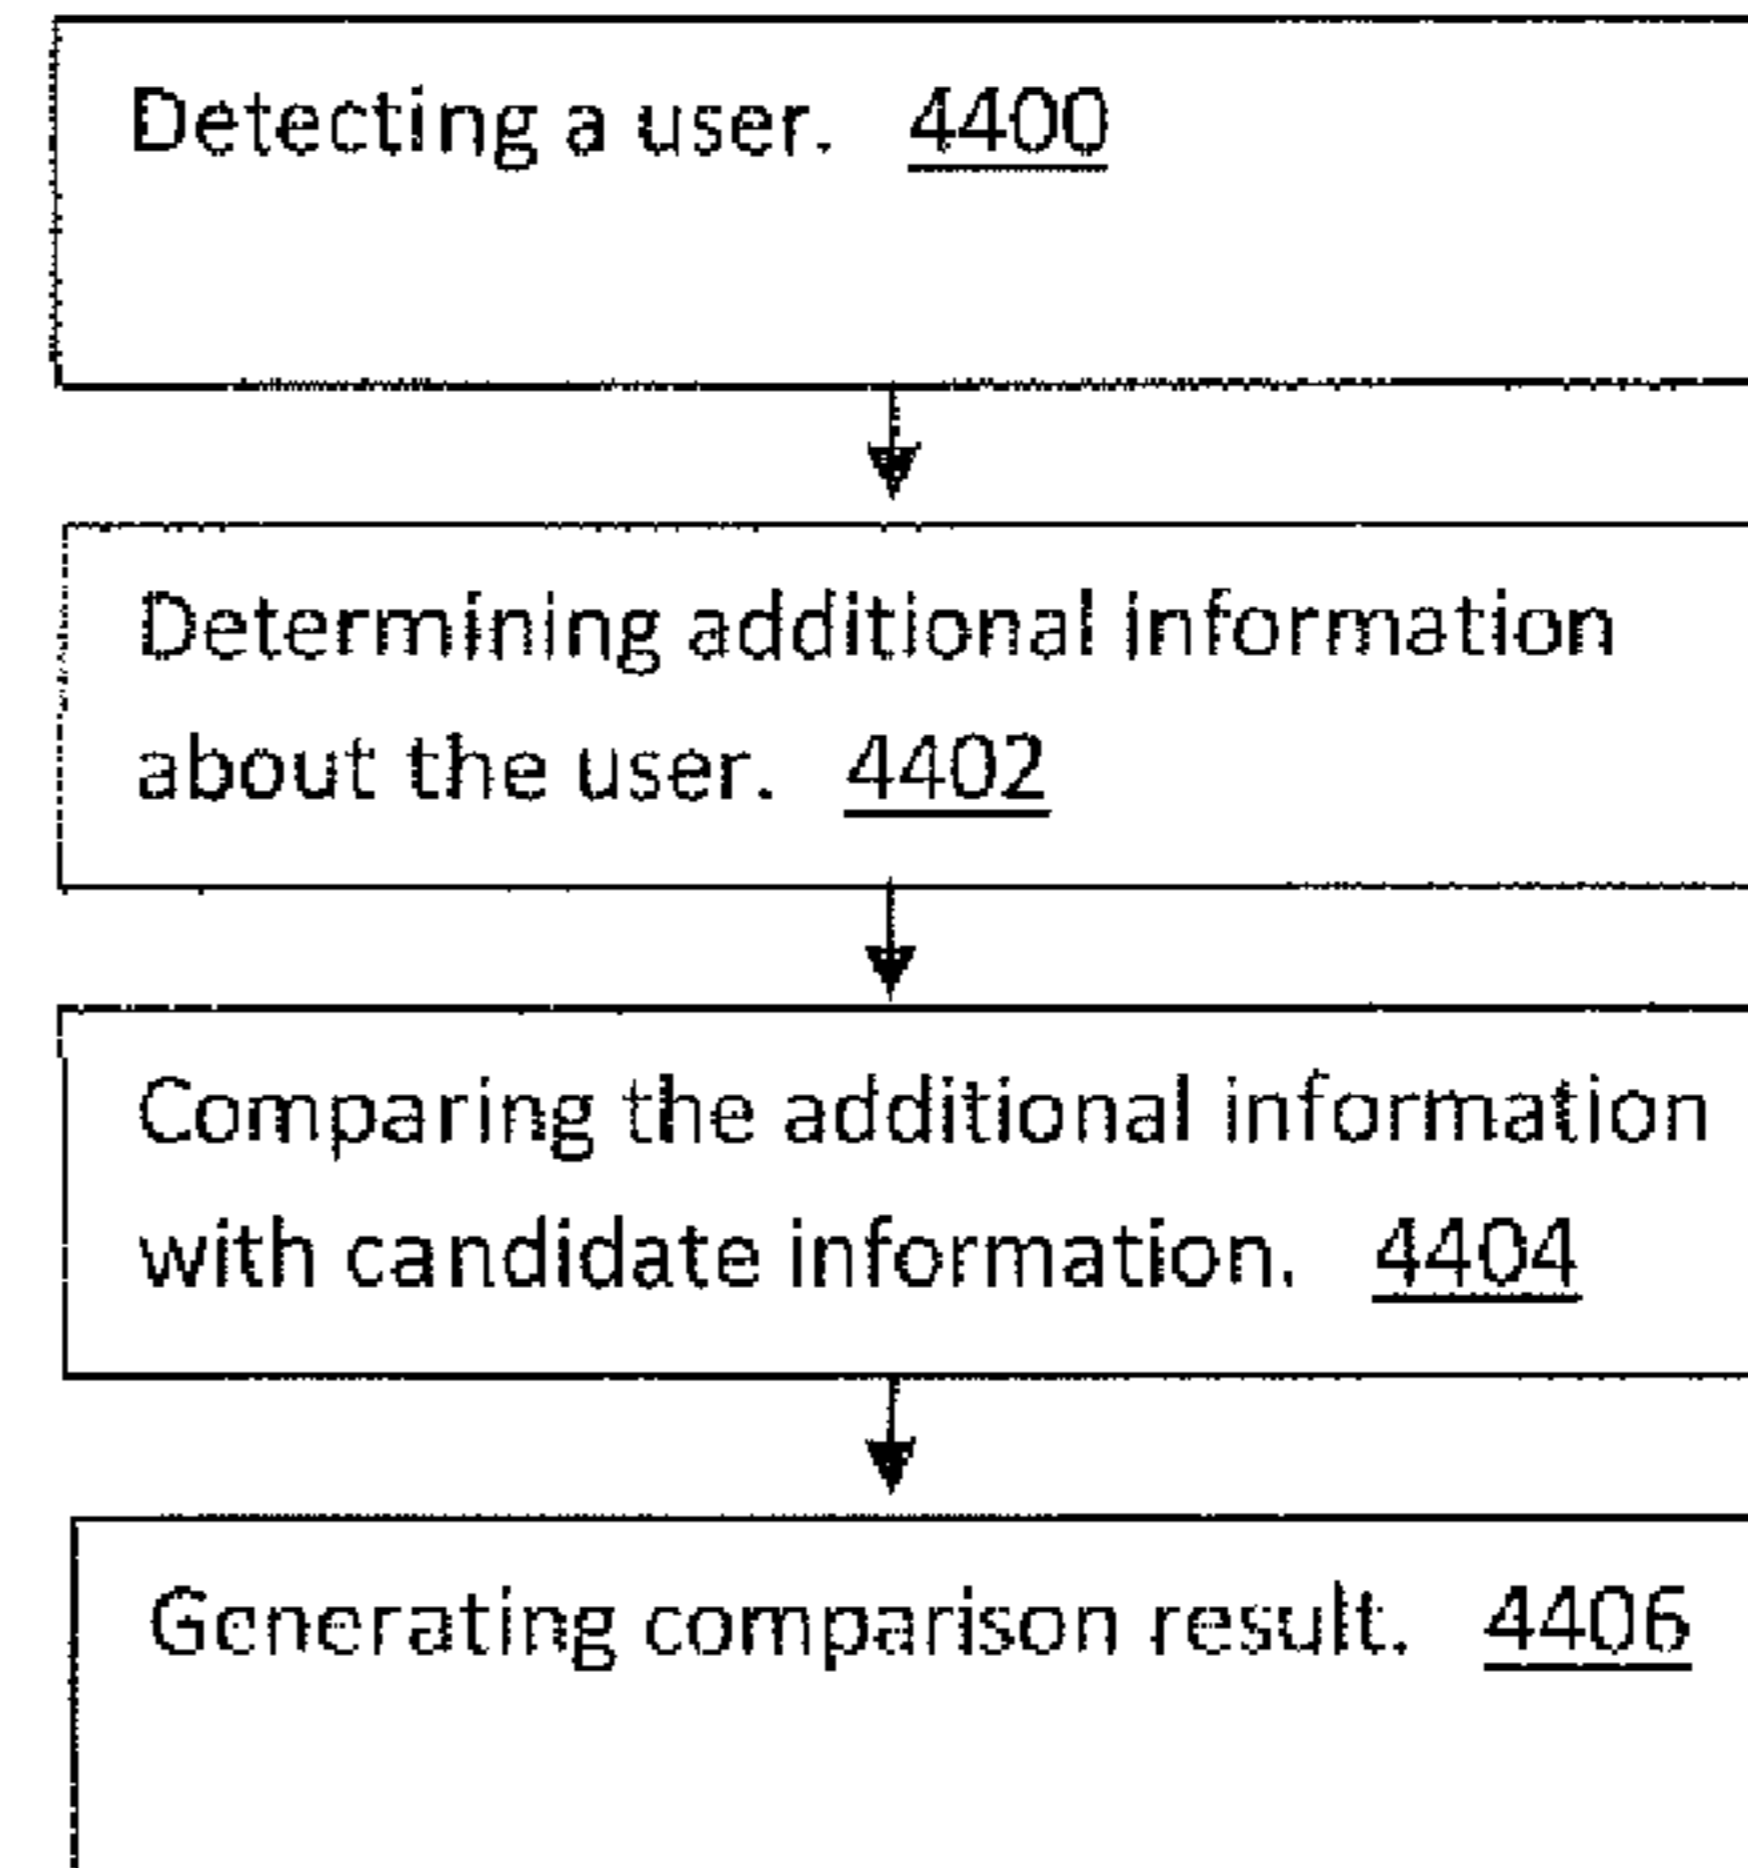 Detecting a user. 4400
Determining additional information
about the user. 4402
Comparing the additional information
with candidate information. 4404
Generating comparison result. 4406